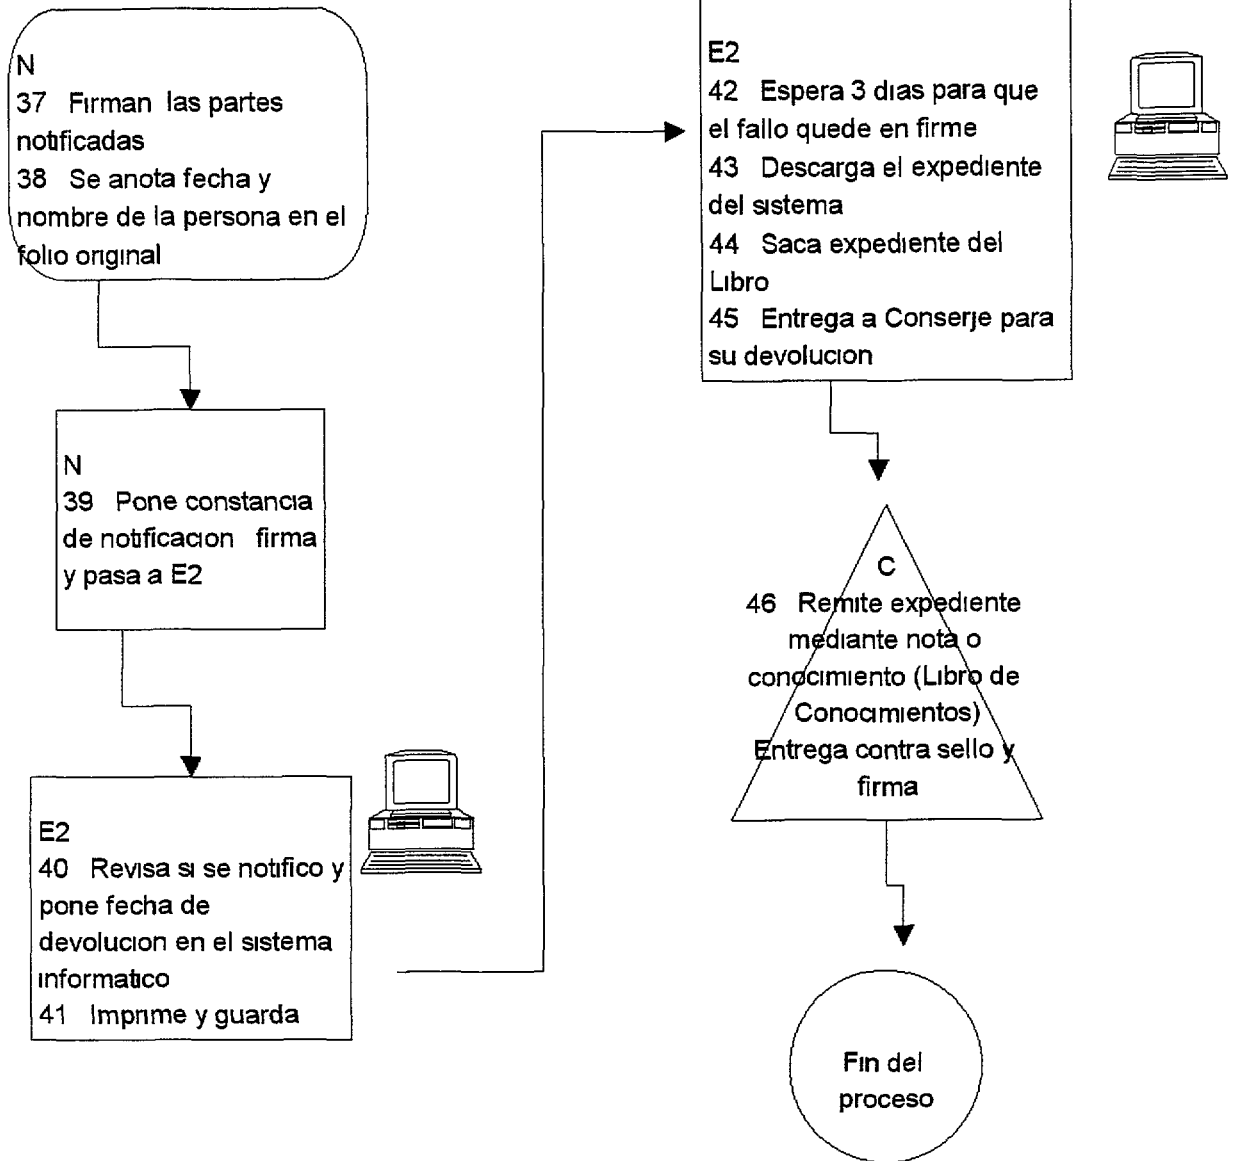 N
37 Firman las partes
notificadas
38 Se anota fecha y
nombre de la persona en el
folio original
N
39 Pone constancia
de notificacion firma
y pasa a E2
E2
40 Revisa si se notifico y
pone fecha de
devolucion en el sistema
informatico
41 Imprime y guarda
E2
42 Espera 3 dias para que
el fallo quede en firme
43 Descarga el expediente
del sistema
44 Saca expediente del
Libro
45 Entrega a Conserje para
su devolucion
C
46 Remite expediente
mediante nota o
conocimiento (Libro de
Conocimientos)
Entrega contra sello y
firma
Fin del
proceso